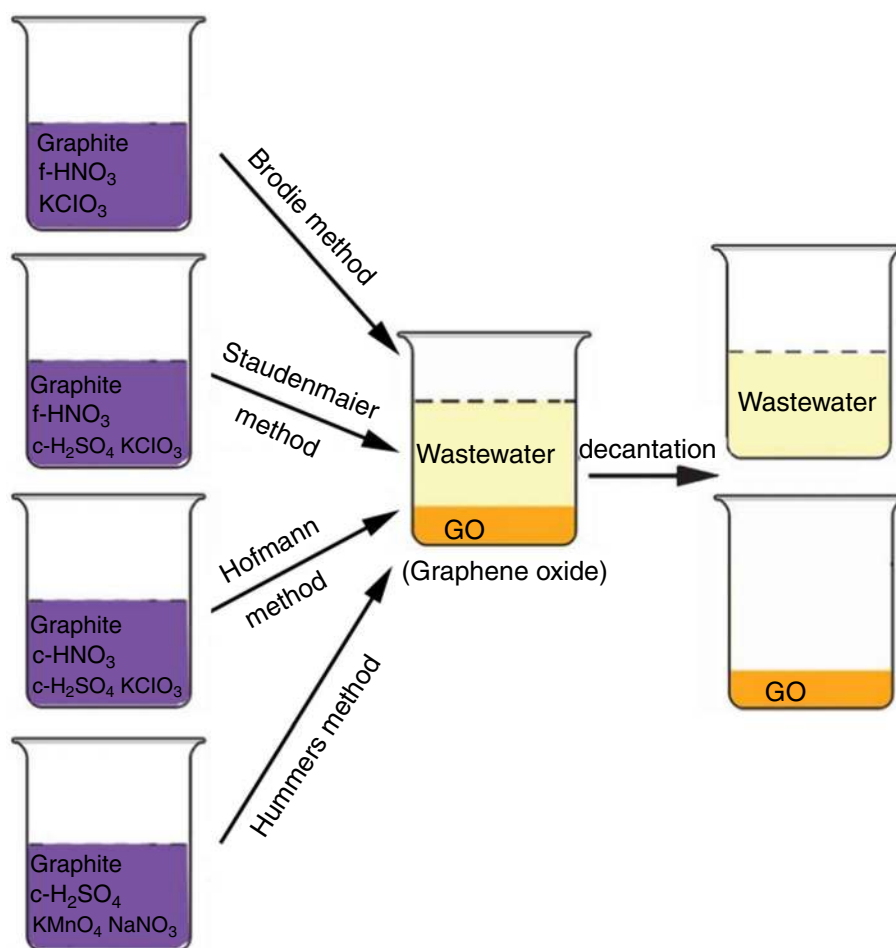 Graphite
f-HNO₃
KClO₃
Brodie method
Graphite
f-HNO₃
c-H₂SO₄ KClO₃
Staudenmaier
method
Graphite
c-HNO₃
c-H₂SO₄ KClO₃
Hofmann
method
Graphite
c-H₂SO₄
KMnO₄ NaNO₃
Hummers method
Wastewater
GO
(Graphene oxide)
decantation
Wastewater
GO